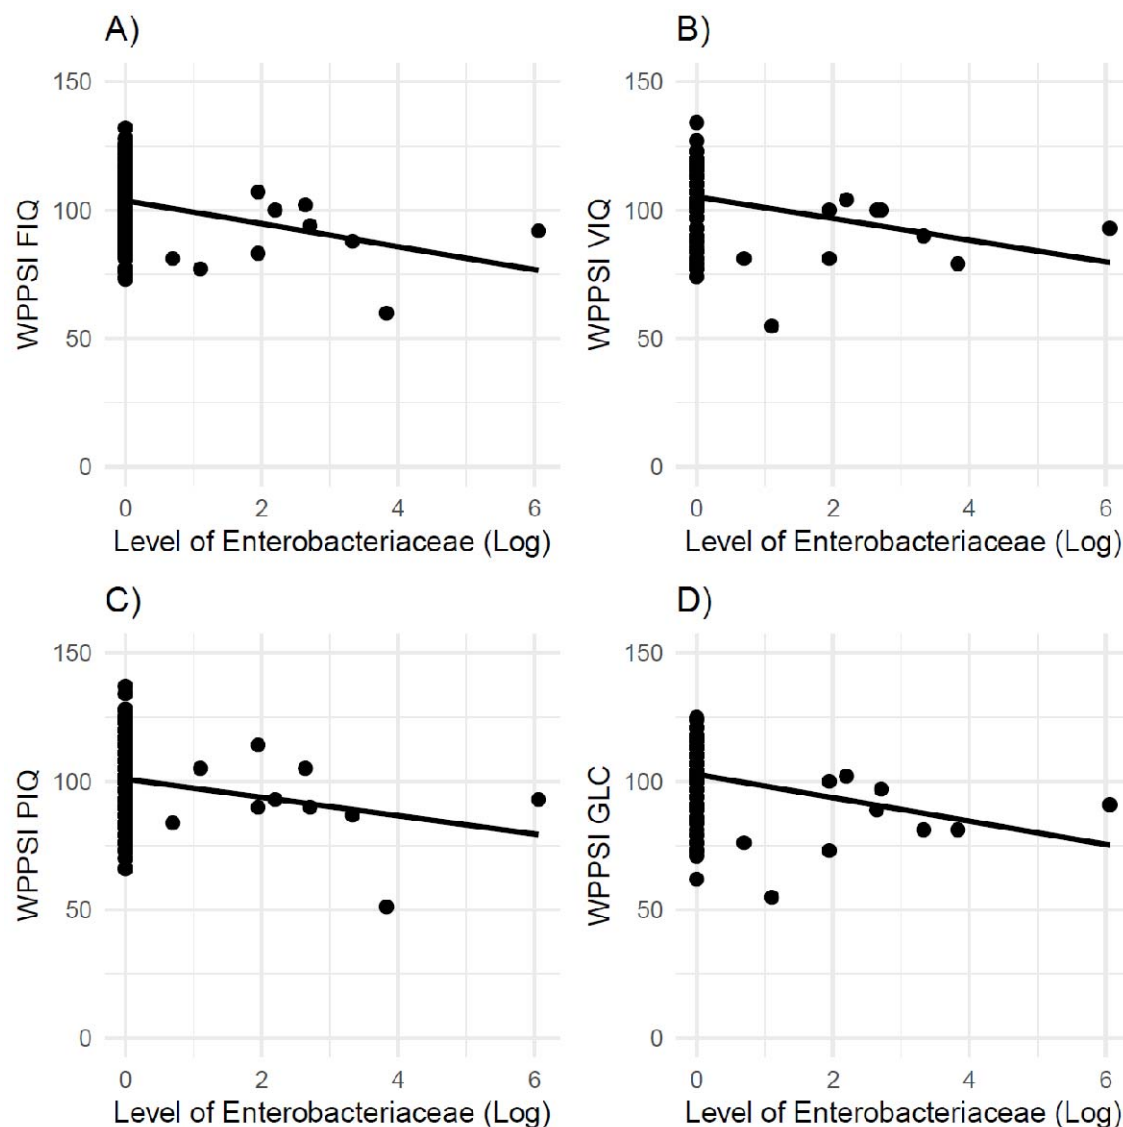 A)
150
100
50
0
WPPSI FIQ
0 2 4 6
Level of Enterobacteriaceae (Log)
B)
150
100
50
0
WPPSI VIQ
0 2 4 6
Level of Enterobacteriaceae (Log)
C)
150
100
50
0
WPPSI PIQ
0 2 4 6
Level of Enterobacteriaceae (Log)
D)
150
100
50
0
WPPSI GLC
0 2 4 6
Level of Enterobacteriaceae (Log)